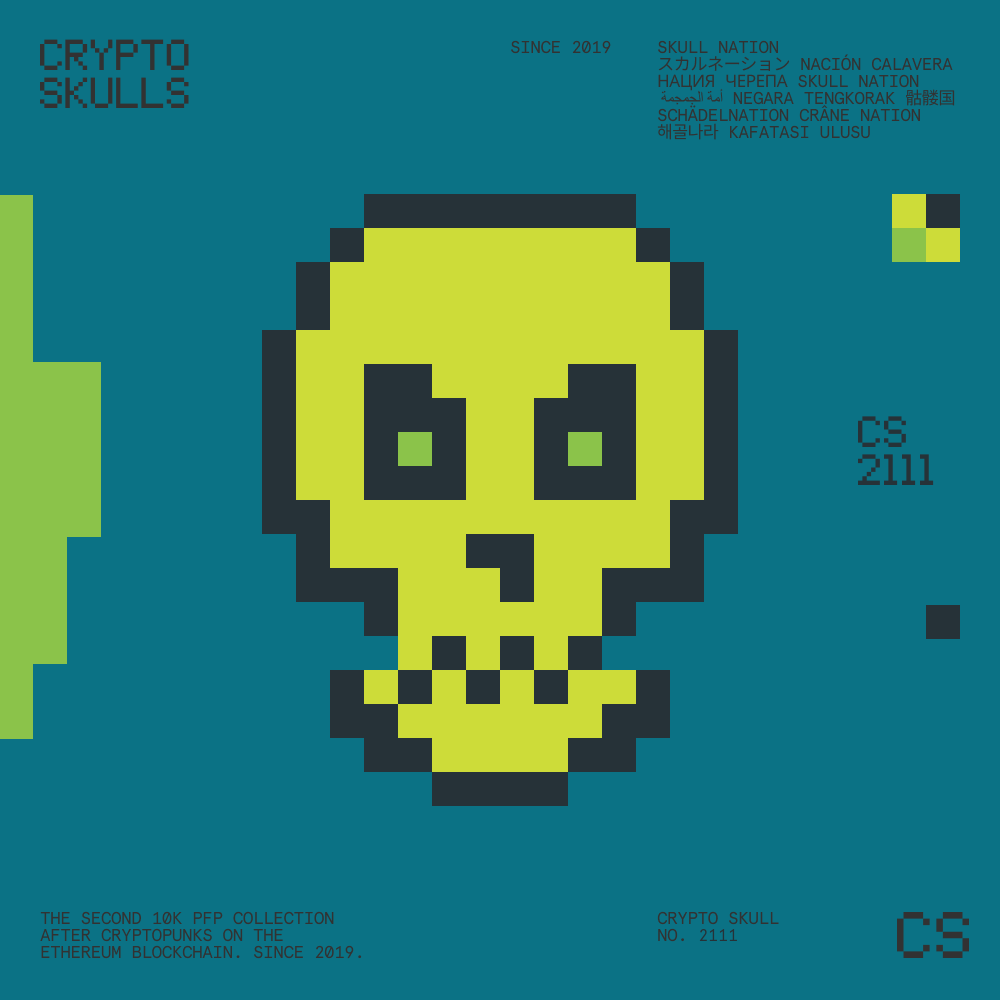 CRYPTO
SKULLS
SINCE 2019
SKULL NATION
スカルネーション NACIÓN CALAVERA
НАЦИЯ ЧЕРЕПА SKULL NATION
أمة الجمجمة NEGARA TENGKORAK 骷髅国
SCHÄDELNATION CRÂNE NATION
해골나라 KAFATASI ULUSU
CS
2111
THE SECOND 10K PFP COLLECTION
AFTER CRYPTOPUNKS ON THE
ETHEREUM BLOCKCHAIN. SINCE 2019.
CRYPTO SKULL
NO. 2111
CS